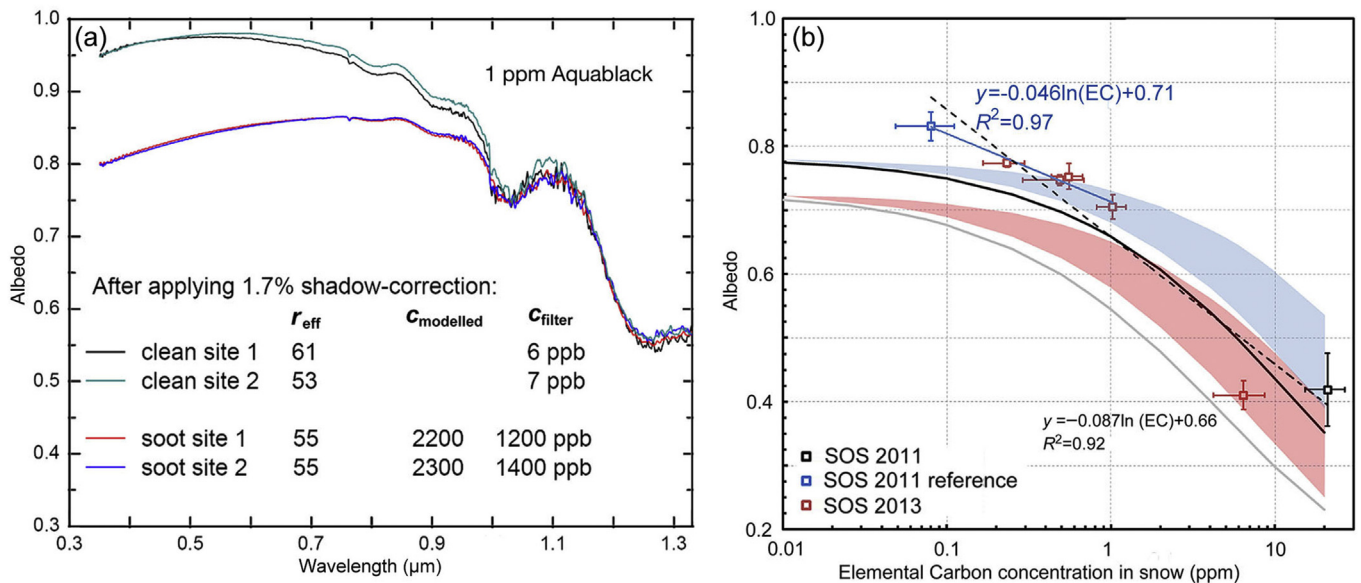 (a)
1 ppm Aquablack
After applying 1.7% shadow-correction:
r eff c modelled c filter
clean site 1 61 6 ppb
clean site 2 53 7 ppb
soot site 1 55 2200 1200 ppb
soot site 2 55 2300 1400 ppb
Albedo
1.0
0.9
0.8
0.7
0.6
0.5
0.4
0.3
0.3 0.5 0.7 0.9 1.1 1.3
Wavelength (µm)
(b)
y=-0.046ln(EC)+0.71
R²=0.97
y=−0.087ln (EC)+0.66
R²=0.92
SOS 2011
SOS 2011 reference
SOS 2013
Albedo
1.0
0.8
0.6
0.4
0.2
0.01 0.1 1 10
Elemental Carbon concentration in snow (ppm)